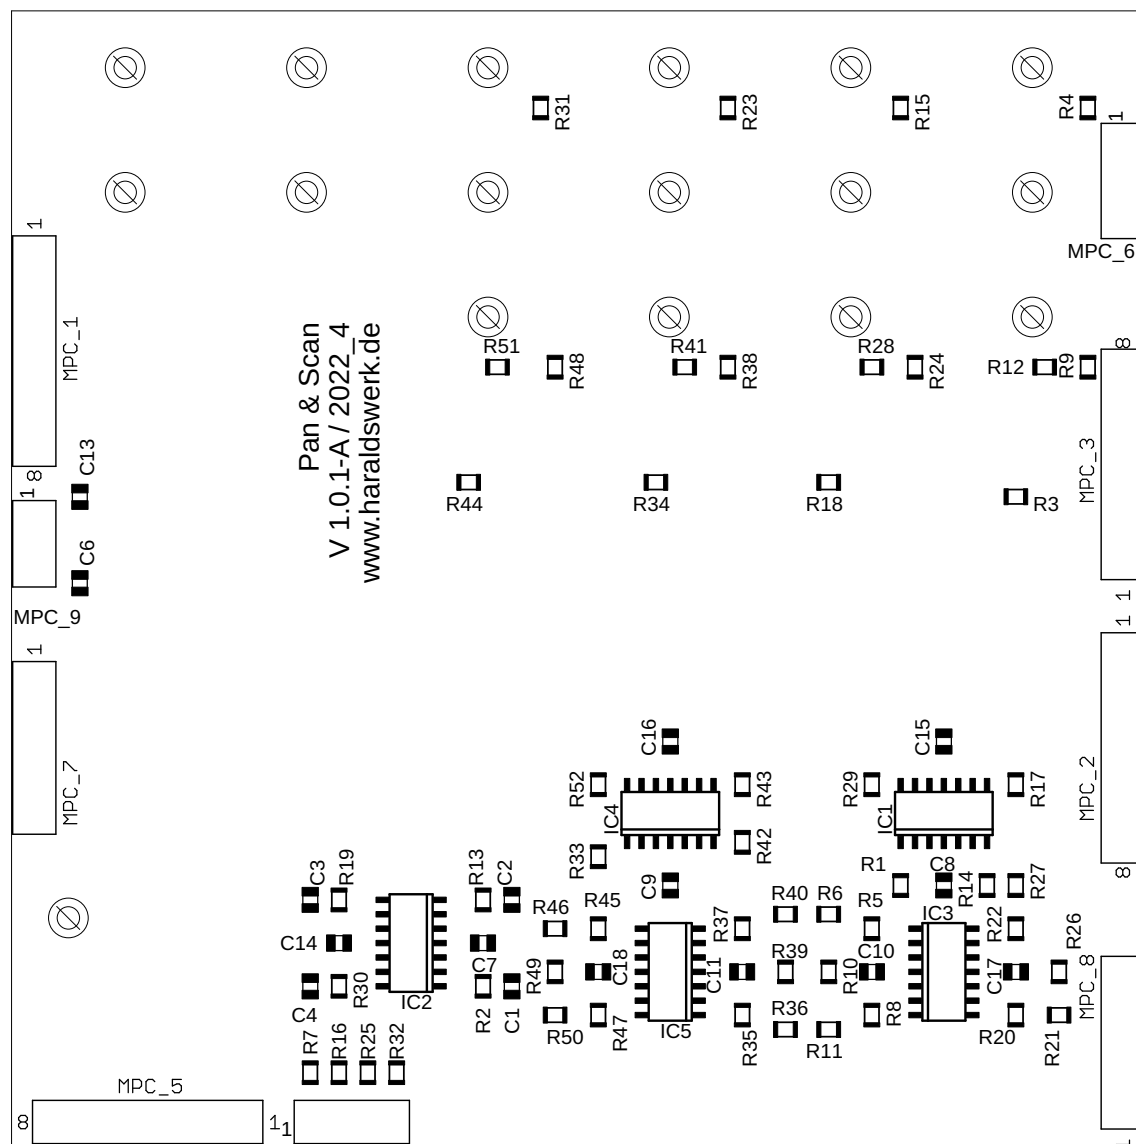 R31
R23
R15
R4
1
1
MPC_6
MPC_1
Pan & Scan
V 1.0.1-A / 2022_4
www.haraldswerk.de
R51
R48
R41
R38
R28
R24
R12
R9
8
8
C13
1
R44
R34
R18
R3
MPC_3
C6
1
MPC_9
1
1
MPC_7
C16
C15
MPC_2
R52
IC4
R43
R29
IC1
R17
R33
R42
8
C3
R19
R13
C2
C9
R1
C8
R14
R27
R46
R45
R37
R40
R6
R5
IC3
R22
R26
C14
C7
R49
C18
C11
R39
R10
C10
C17
MPC_8
C4
R30
IC2
R2
C1
R50
R47
IC5
R35
R36
R11
R8
R20
R21
R7
R16
R25
R32
MPC_5
8
1
1
1